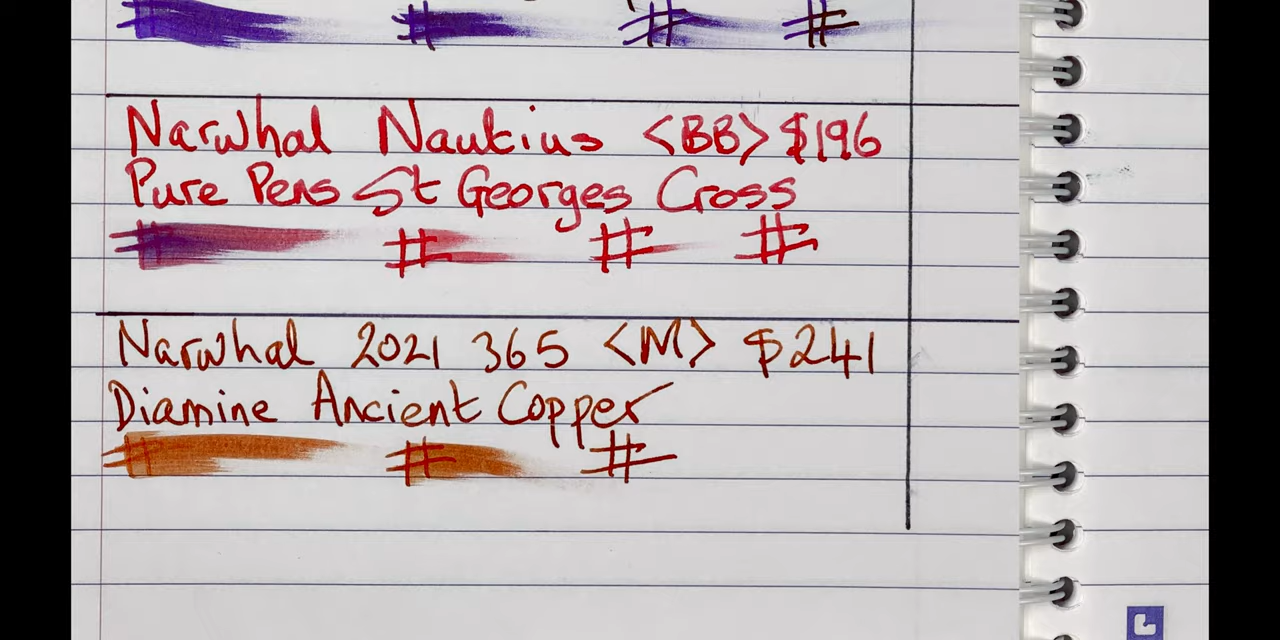 Narwhal Nautius <BB> $196
Pure Pens St Georges Cross
# # # #
Narwhal 2021 365 <M> $241
Diamine Ancient Copper
# # #